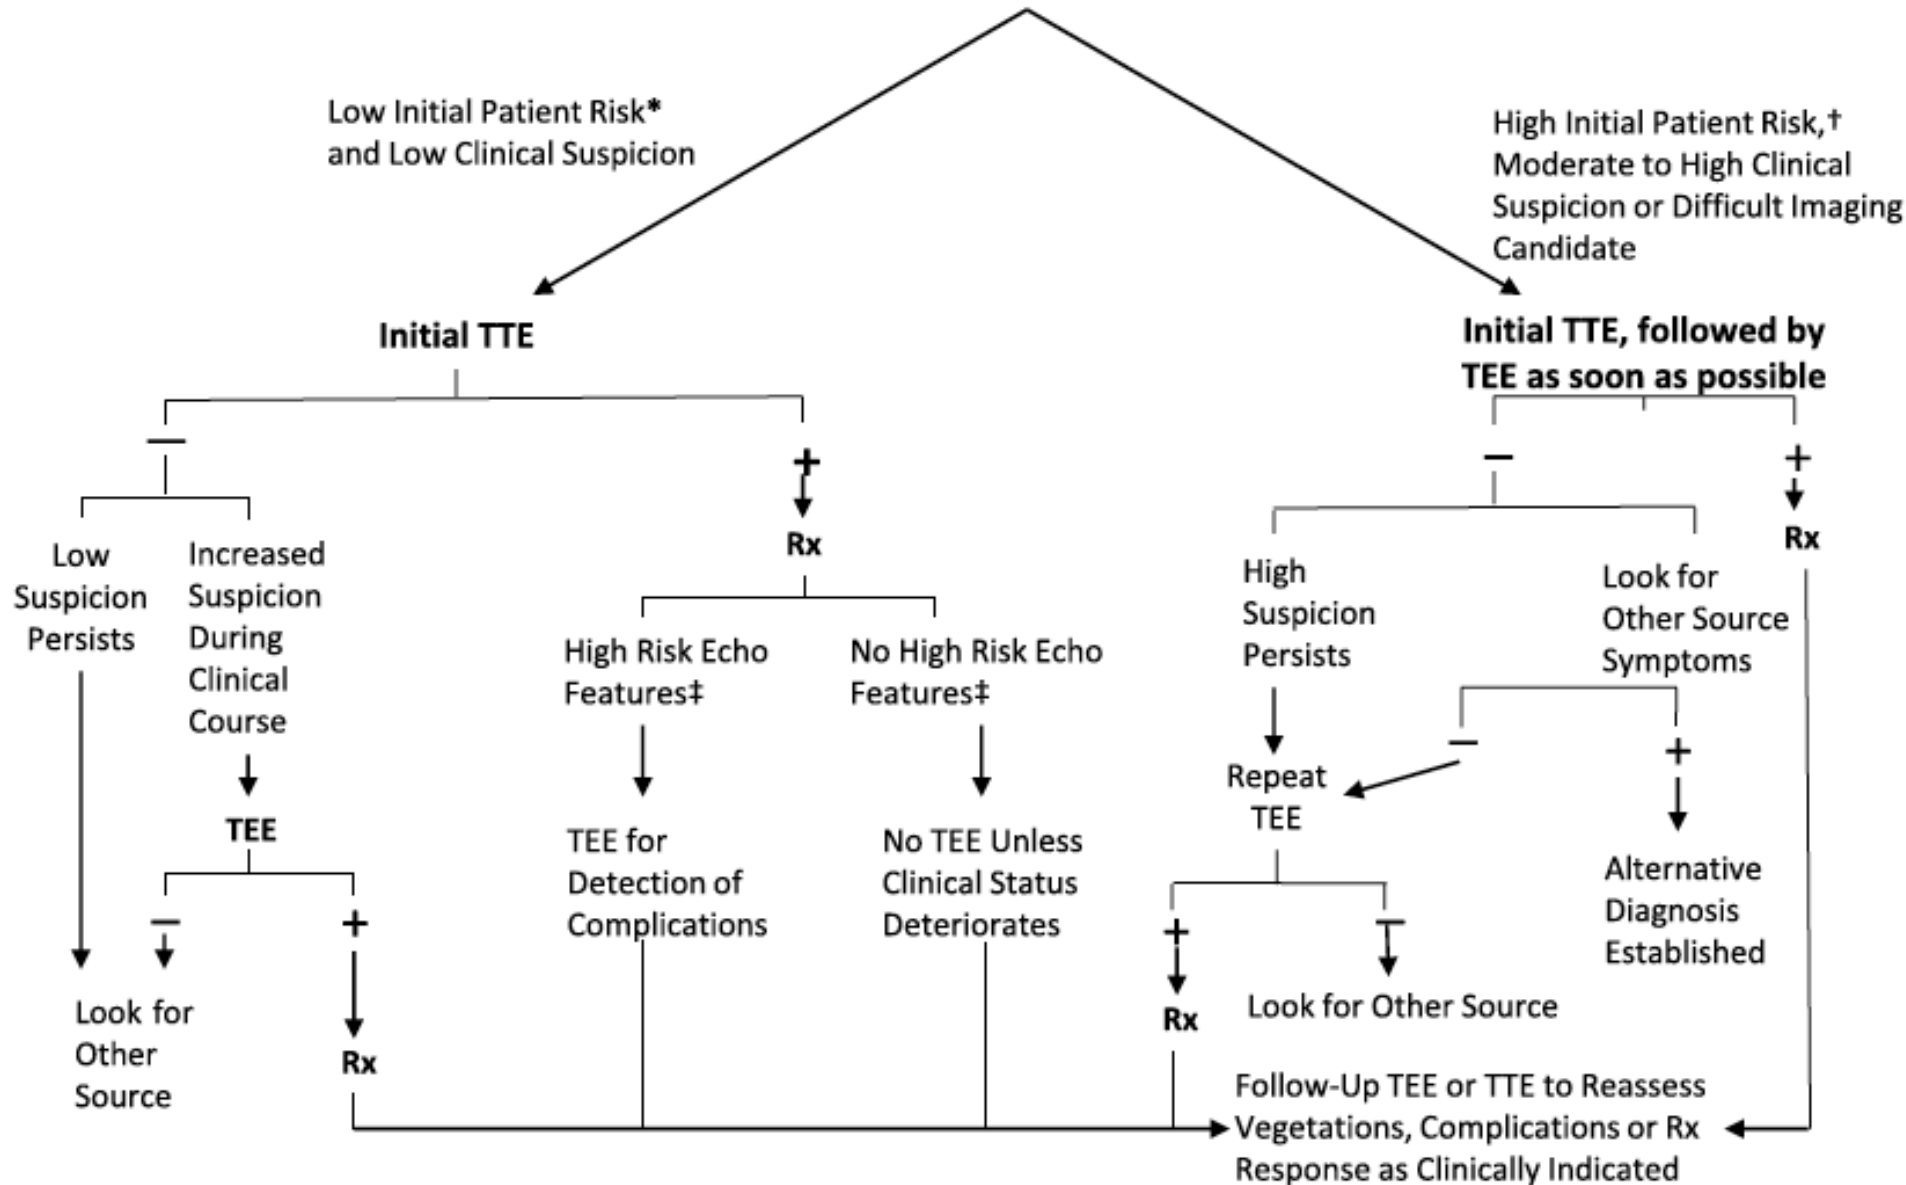 Low Initial Patient Risk*
and Low Clinical Suspicion
High Initial Patient Risk,†
Moderate to High Clinical
Suspicion or Difficult Imaging
Candidate
Initial TTE
Initial TTE, followed by
TEE as soon as possible
–
+
–
+
Rx
Rx
Low
Suspicion
Persists
Increased
Suspicion
During
Clinical
Course
High Risk Echo
Features‡
No High Risk Echo
Features‡
High
Suspicion
Persists
Look for
Other Source
Symptoms
–
+
TEE
TEE for
Detection of
Complications
No TEE Unless
Clinical Status
Deteriorates
Repeat
TEE
Alternative
Diagnosis
Established
–
+
+
–
Look for
Other
Source
Rx
Rx
Look for Other Source
Follow-Up TEE or TTE to Reassess
Vegetations, Complications or Rx
Response as Clinically Indicated